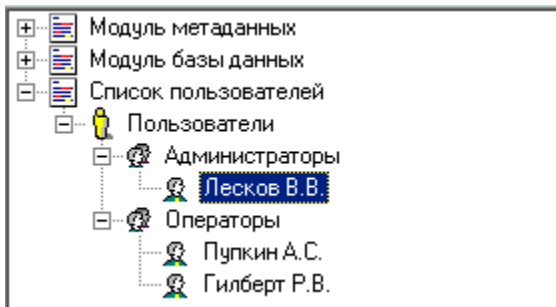 Модуль метаданных
Модуль базы данных
Список пользователей
Пользователи
Администраторы
Лесков В.В.
Операторы
Пупкин А.С.
Гилберт Р.В.